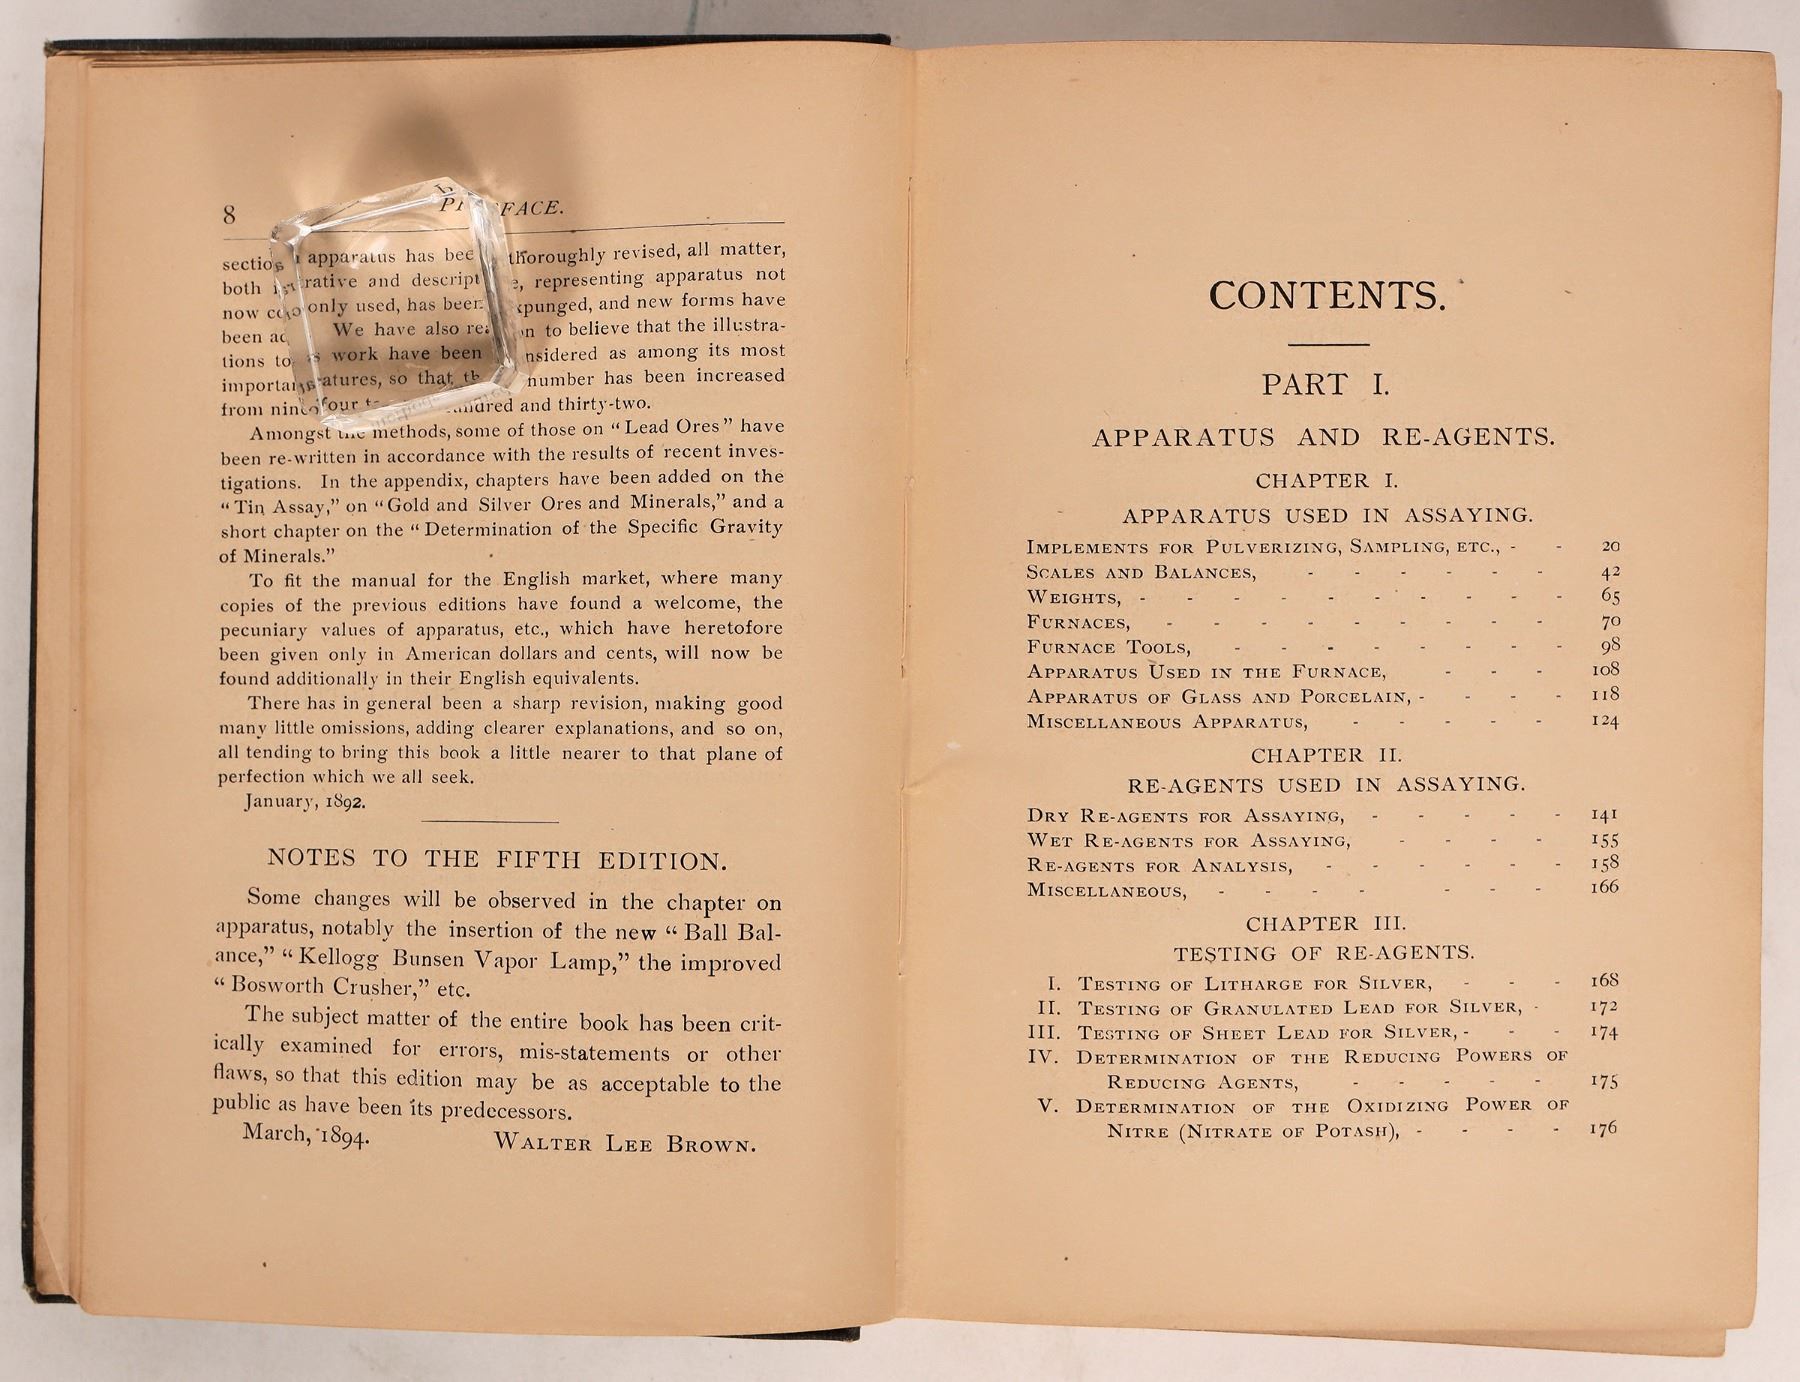 8 PREFACE.
section apparatus has been thoroughly revised, all matter,
both and descriptive, representing apparatus not
now commonly used, has been expunged, and new forms have
been We have also reason to believe that the illustra-
tions to work have been considered as among its most
important features, so that number has been increased
from four hundred and thirty-two.
Amongst the methods, some of those on “Lead Ores” have
been re-written in accordance with the results of recent inves-
tigations. In the appendix, chapters have been added on the
“Tin Assay,” on “Gold and Silver Ores and Minerals,” and a
short chapter on the “Determination of the Specific Gravity
of Minerals.”
To fit the manual for the English market, where many
copies of the previous editions have found a welcome, the
pecuniary values of apparatus, etc., which have heretofore
been given only in American dollars and cents, will now be
found additionally in their English equivalents.
There has in general been a sharp revision, making good
many little omissions, adding clearer explanations, and so on,
all tending to bring this book a little nearer to that plane of
perfection which we all seek.
January, 1892.
NOTES TO THE FIFTH EDITION.
Some changes will be observed in the chapter on
apparatus, notably the insertion of the new “Ball Bal-
ance,” “Kellogg Bunsen Vapor Lamp,” the improved
“Bosworth Crusher,” etc.
The subject matter of the entire book has been crit-
ically examined for errors, mis-statements or other
flaws, so that this edition may be as acceptable to the
public as have been its predecessors.
March, 1894. WALTER LEE BROWN.
CONTENTS.
PART I.
APPARATUS AND RE-AGENTS.
CHAPTER I.
APPARATUS USED IN ASSAYING.
IMPLEMENTS FOR PULVERIZING, SAMPLING, ETC., - - 20
SCALES AND BALANCES, - - - - - - 42
WEIGHTS, - - - - - - - - - - 65
FURNACES, - - - - - - - - - 70
FURNACE TOOLS, - - - - - - - - 98
APPARATUS USED IN THE FURNACE, - - - 108
APPARATUS OF GLASS AND PORCELAIN, - - - - 118
MISCELLANEOUS APPARATUS, - - - - - 124
CHAPTER II.
RE-AGENTS USED IN ASSAYING.
DRY RE-AGENTS FOR ASSAYING, - - - - - 141
WET RE-AGENTS FOR ASSAYING, - - - - 155
RE-AGENTS FOR ANALYSIS, - - - - - - 158
MISCELLANEOUS, - - - - - - - 166
CHAPTER III.
TESTING OF RE-AGENTS.
I. TESTING OF LITHARGE FOR SILVER, - - - 168
II. TESTING OF GRANULATED LEAD FOR SILVER, - 172
III. TESTING OF SHEET LEAD FOR SILVER, - - - 174
IV. DETERMINATION OF THE REDUCING POWERS OF
REDUCING AGENTS, - - - - - 175
V. DETERMINATION OF THE OXIDIZING POWER OF
NITRE (NITRATE OF POTASH), - - - - 176